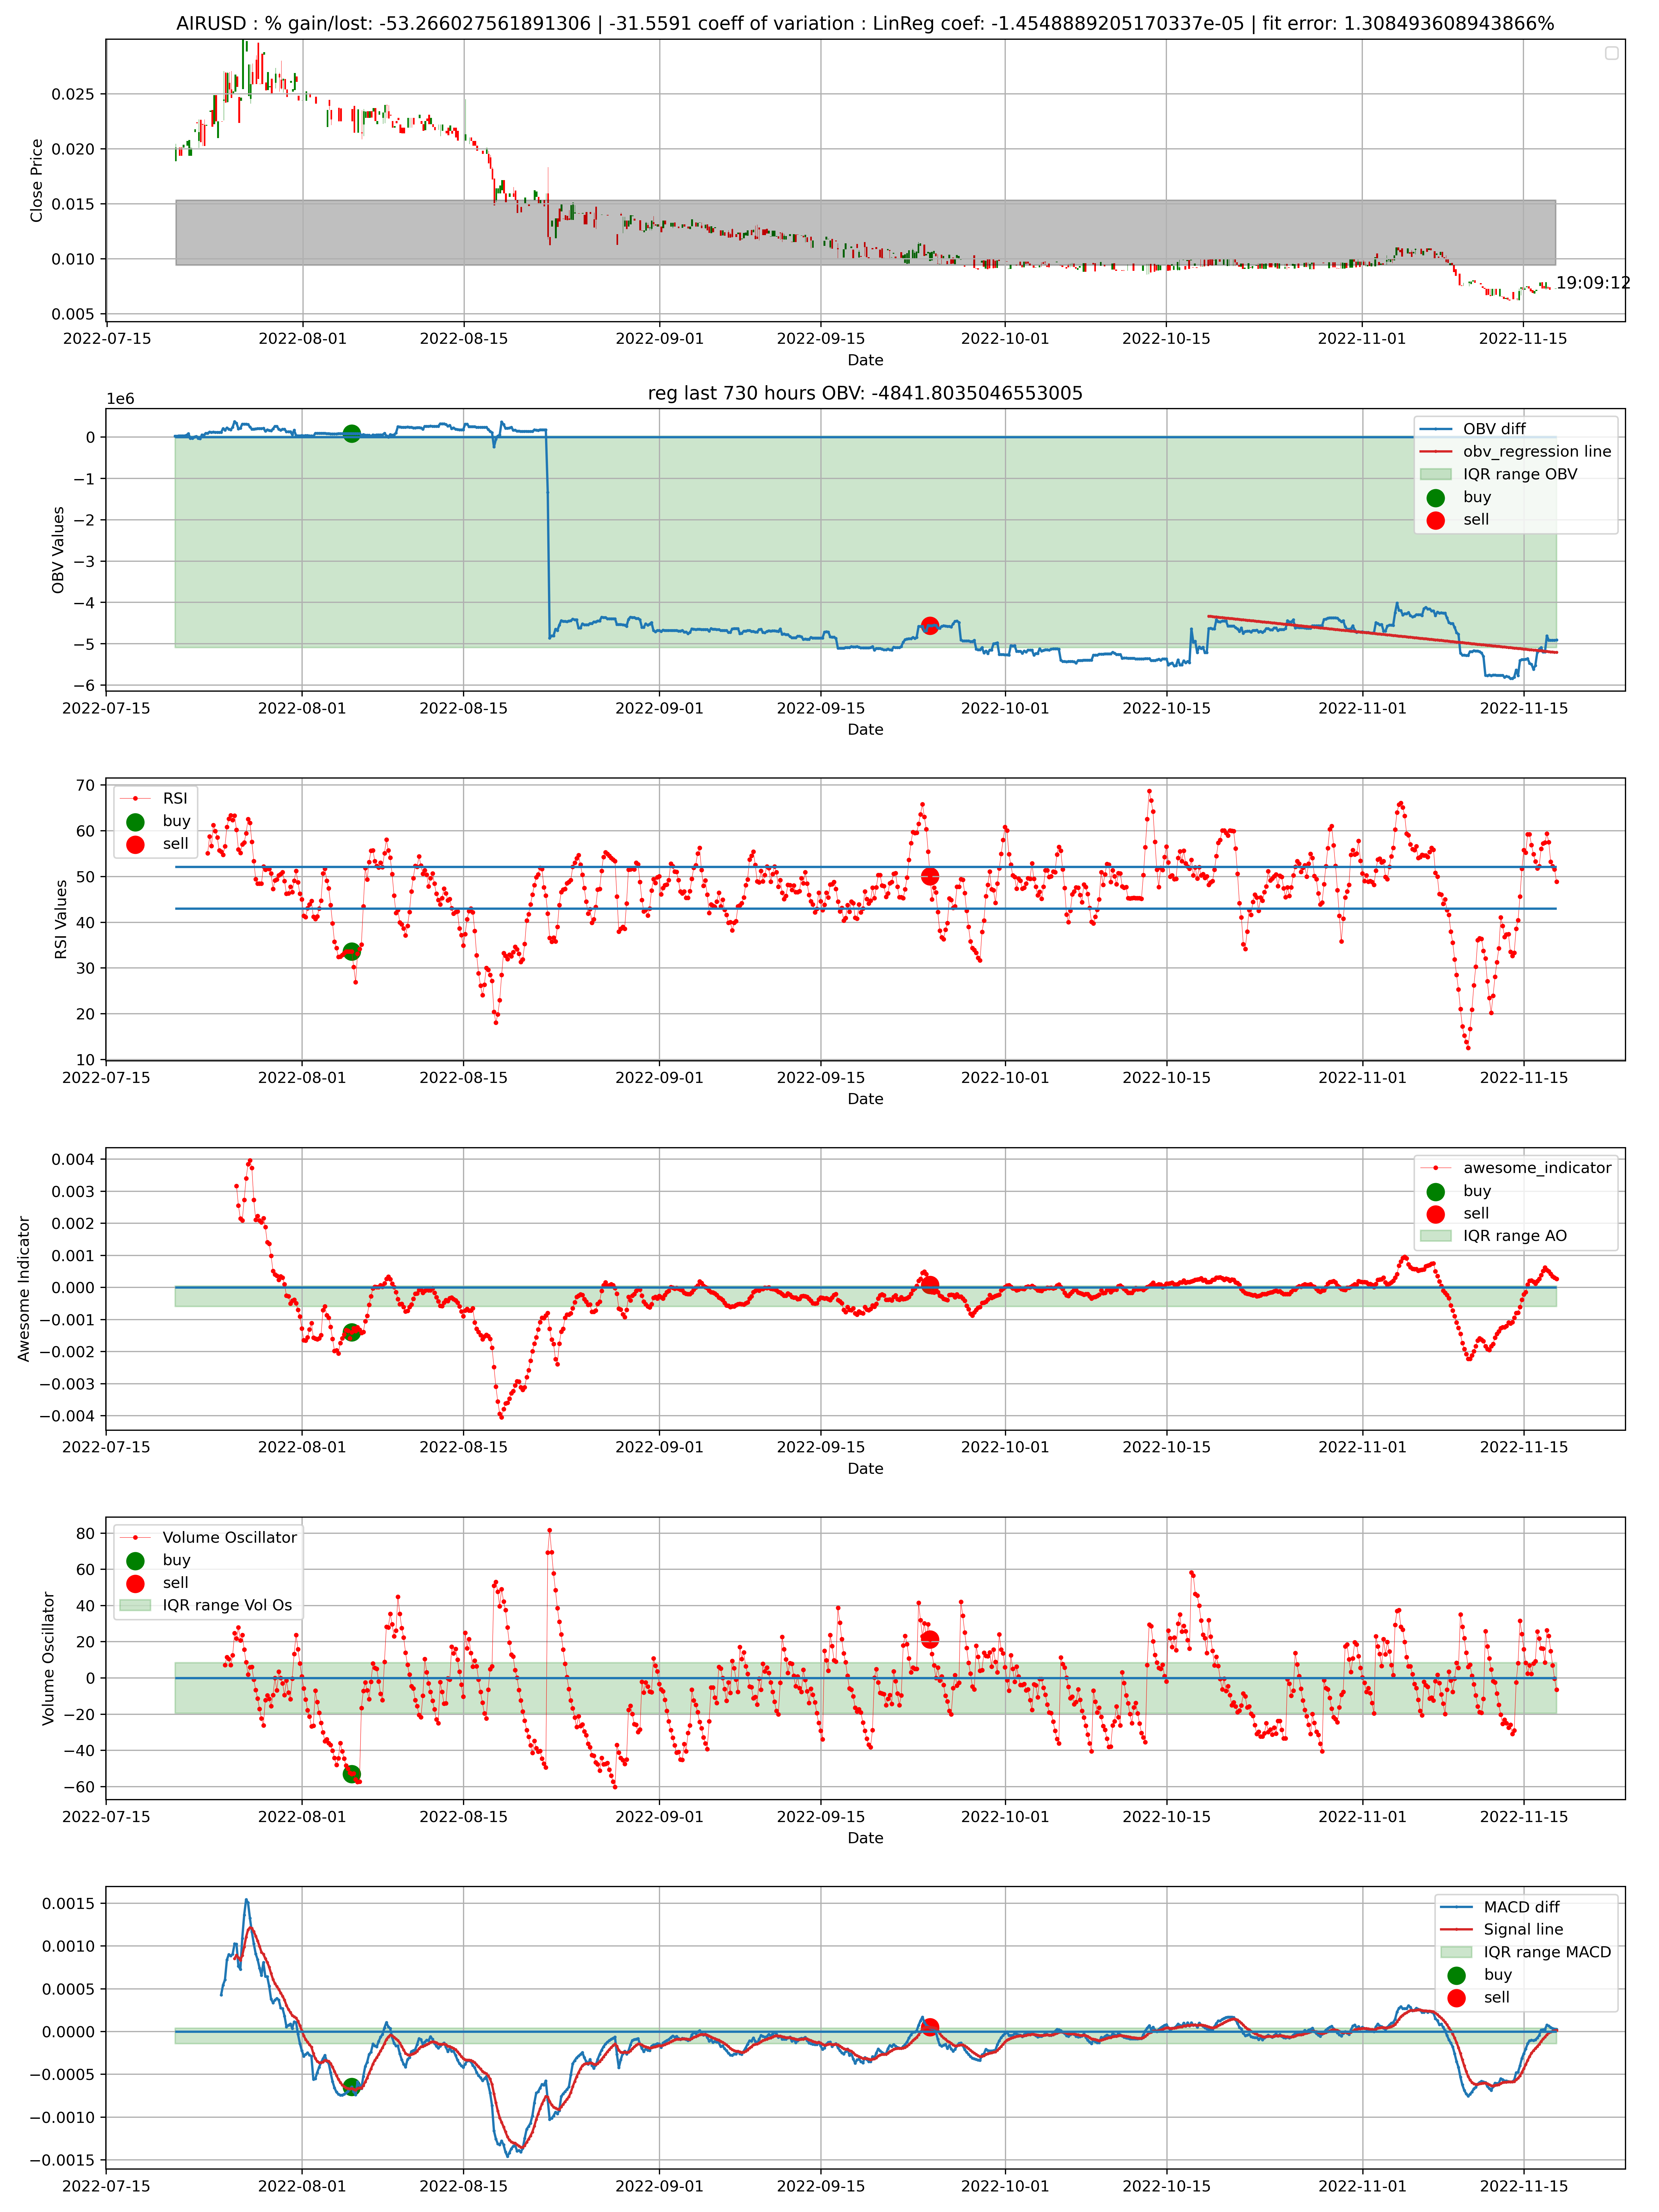 AIRUSD : % gain/lost: -53.266027561891306 | -31.5591 coeff of variation : LinReg coef: -1.4548889205170337e-05 | fit error: 1.308493608943866%
0.025
0.020
0.015
0.010
0.005
Close Price
19:09:12
2022-07-15 2022-08-01 2022-08-15 2022-09-01 2022-09-15 2022-10-01 2022-10-15 2022-11-01 2022-11-15
Date
reg last 730 hours OBV: -4841.8035046553005
1e6
0
−1
−2
−3
−4
−5
−6
OBV Values
OBV diff
obv_regression line
IQR range OBV
buy
sell
2022-07-15 2022-08-01 2022-08-15 2022-09-01 2022-09-15 2022-10-01 2022-10-15 2022-11-01 2022-11-15
Date
70
60
50
40
30
20
10
RSI Values
RSI
buy
sell
2022-07-15 2022-08-01 2022-08-15 2022-09-01 2022-09-15 2022-10-01 2022-10-15 2022-11-01 2022-11-15
Date
0.004
0.003
0.002
0.001
0.000
−0.001
−0.002
−0.003
−0.004
Awesome Indicator
awesome_indicator
buy
sell
IQR range AO
2022-07-15 2022-08-01 2022-08-15 2022-09-01 2022-09-15 2022-10-01 2022-10-15 2022-11-01 2022-11-15
Date
80
60
40
20
0
−20
−40
−60
Volume Oscillator
Volume Oscillator
buy
sell
IQR range Vol Os
2022-07-15 2022-08-01 2022-08-15 2022-09-01 2022-09-15 2022-10-01 2022-10-15 2022-11-01 2022-11-15
Date
0.0015
0.0010
0.0005
0.0000
−0.0005
−0.0010
−0.0015
MACD diff
Signal line
IQR range MACD
buy
sell
2022-07-15 2022-08-01 2022-08-15 2022-09-01 2022-09-15 2022-10-01 2022-10-15 2022-11-01 2022-11-15